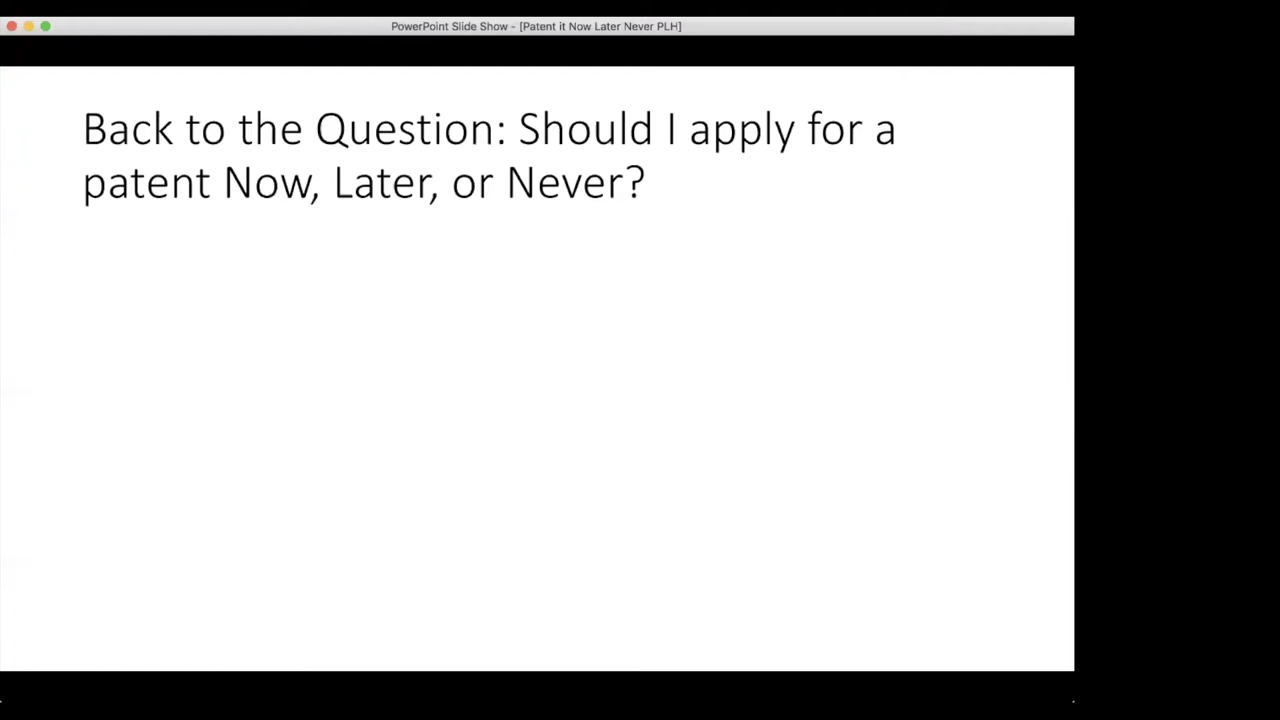 PowerPoint Slide Show - [Patent it Now Later Never PLH]
Back to the Question: Should I apply for a
patent Now, Later, or Never?